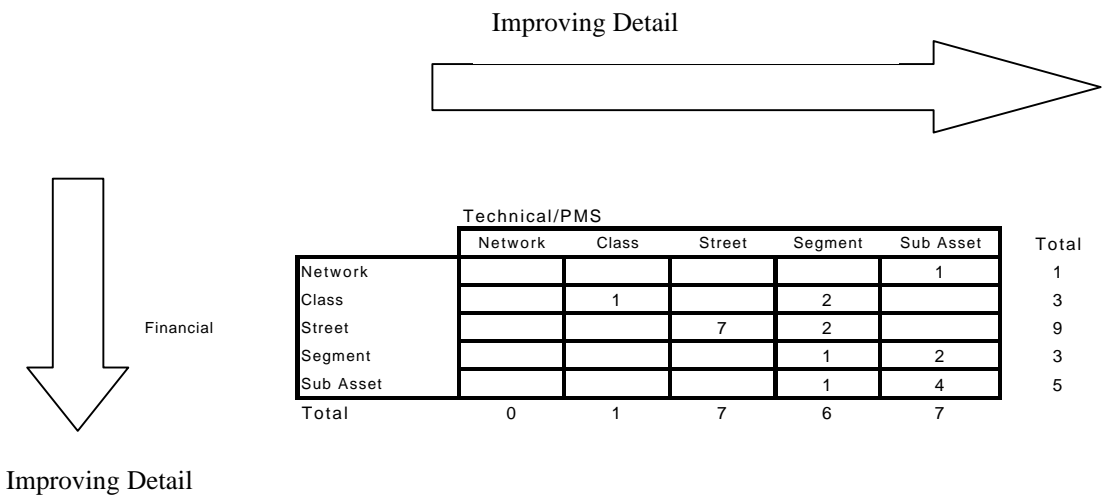 Improving Detail
Technical/PMS
Network Class Street Segment Sub Asset Total
Network 1 1
Class 1 2 3
Financial Street 7 2 9
Segment 1 2 3
Sub Asset 1 4 5
Total 0 1 7 6 7
Improving Detail